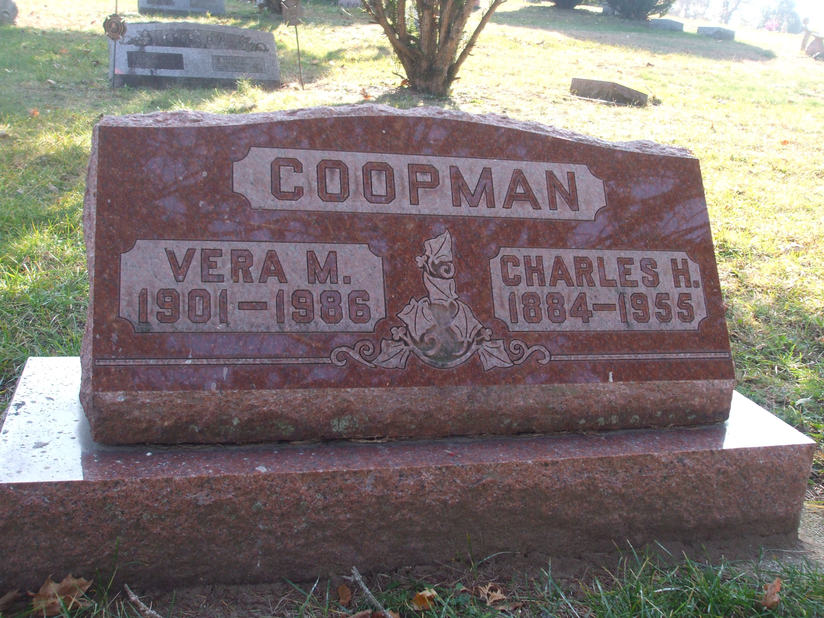 COOPMAN
VERA M.
1901-1986
CHARLES H.
1884-1955